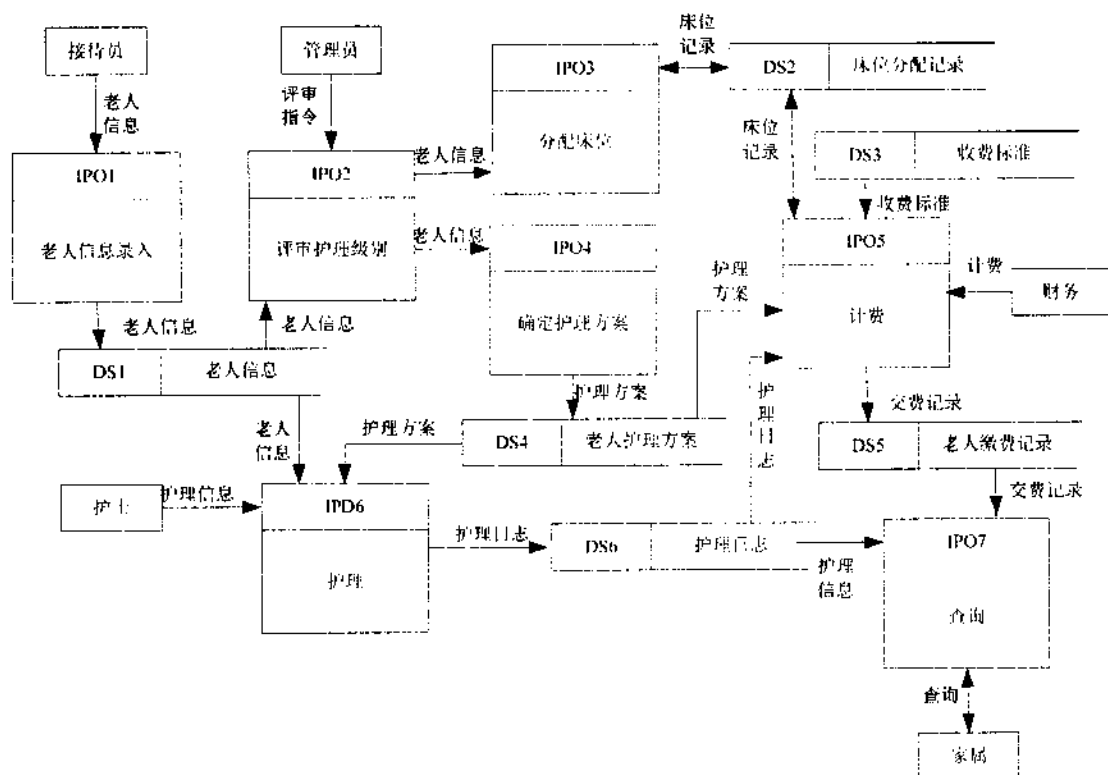 接待员
管理员
床位
记录
IPO3
DS2
床位分配记录
老人
信息
评审
指令
分配床位
床位
记录
DS3
收费标准
IPO1
IPO2
老人信息
收费标准
老人信息录入
评审护理级别
老人信息
IPO4
IPO5
护理
方案
计费
财务
确定护理方案
计费
老人信息
老人信息
DS1
老人信息
护理方案
护理日志
交费记录
老人
信息
护理方案
DS4
老人护理方案
DS5
老人缴费记录
护士
护理信息
IPD6
交费记录
护理日志
DS6
护理日志
护理
信息
IPO7
护理
查询
查询
家属